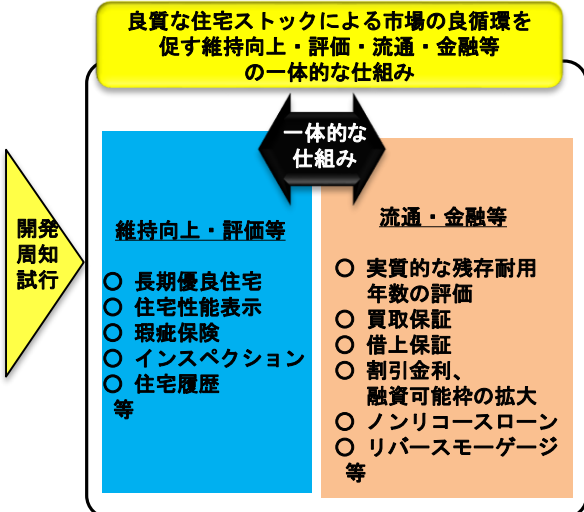 良質な住宅ストックによる市場の良循環を
促す維持向上・評価・流通・金融等
の一体的な仕組み
一体的な
仕組み
開発
周知
試行
維持向上・評価等
○ 長期優良住宅
○ 住宅性能表示
○ 瑕疵保険
○ インスペクション
○ 住宅履歴
等
流通・金融等
○ 実質的な残存耐用
年数の評価
○ 買取保証
○ 借上保証
○ 割引金利、
融資可能枠の拡大
○ ノンリコースローン
○ リバースモーゲージ
等